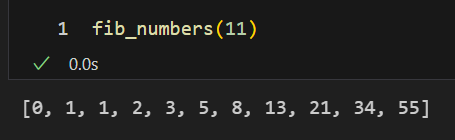 1 fib_numbers(11)
0.0s
[0, 1, 1, 2, 3, 5, 8, 13, 21, 34, 55]